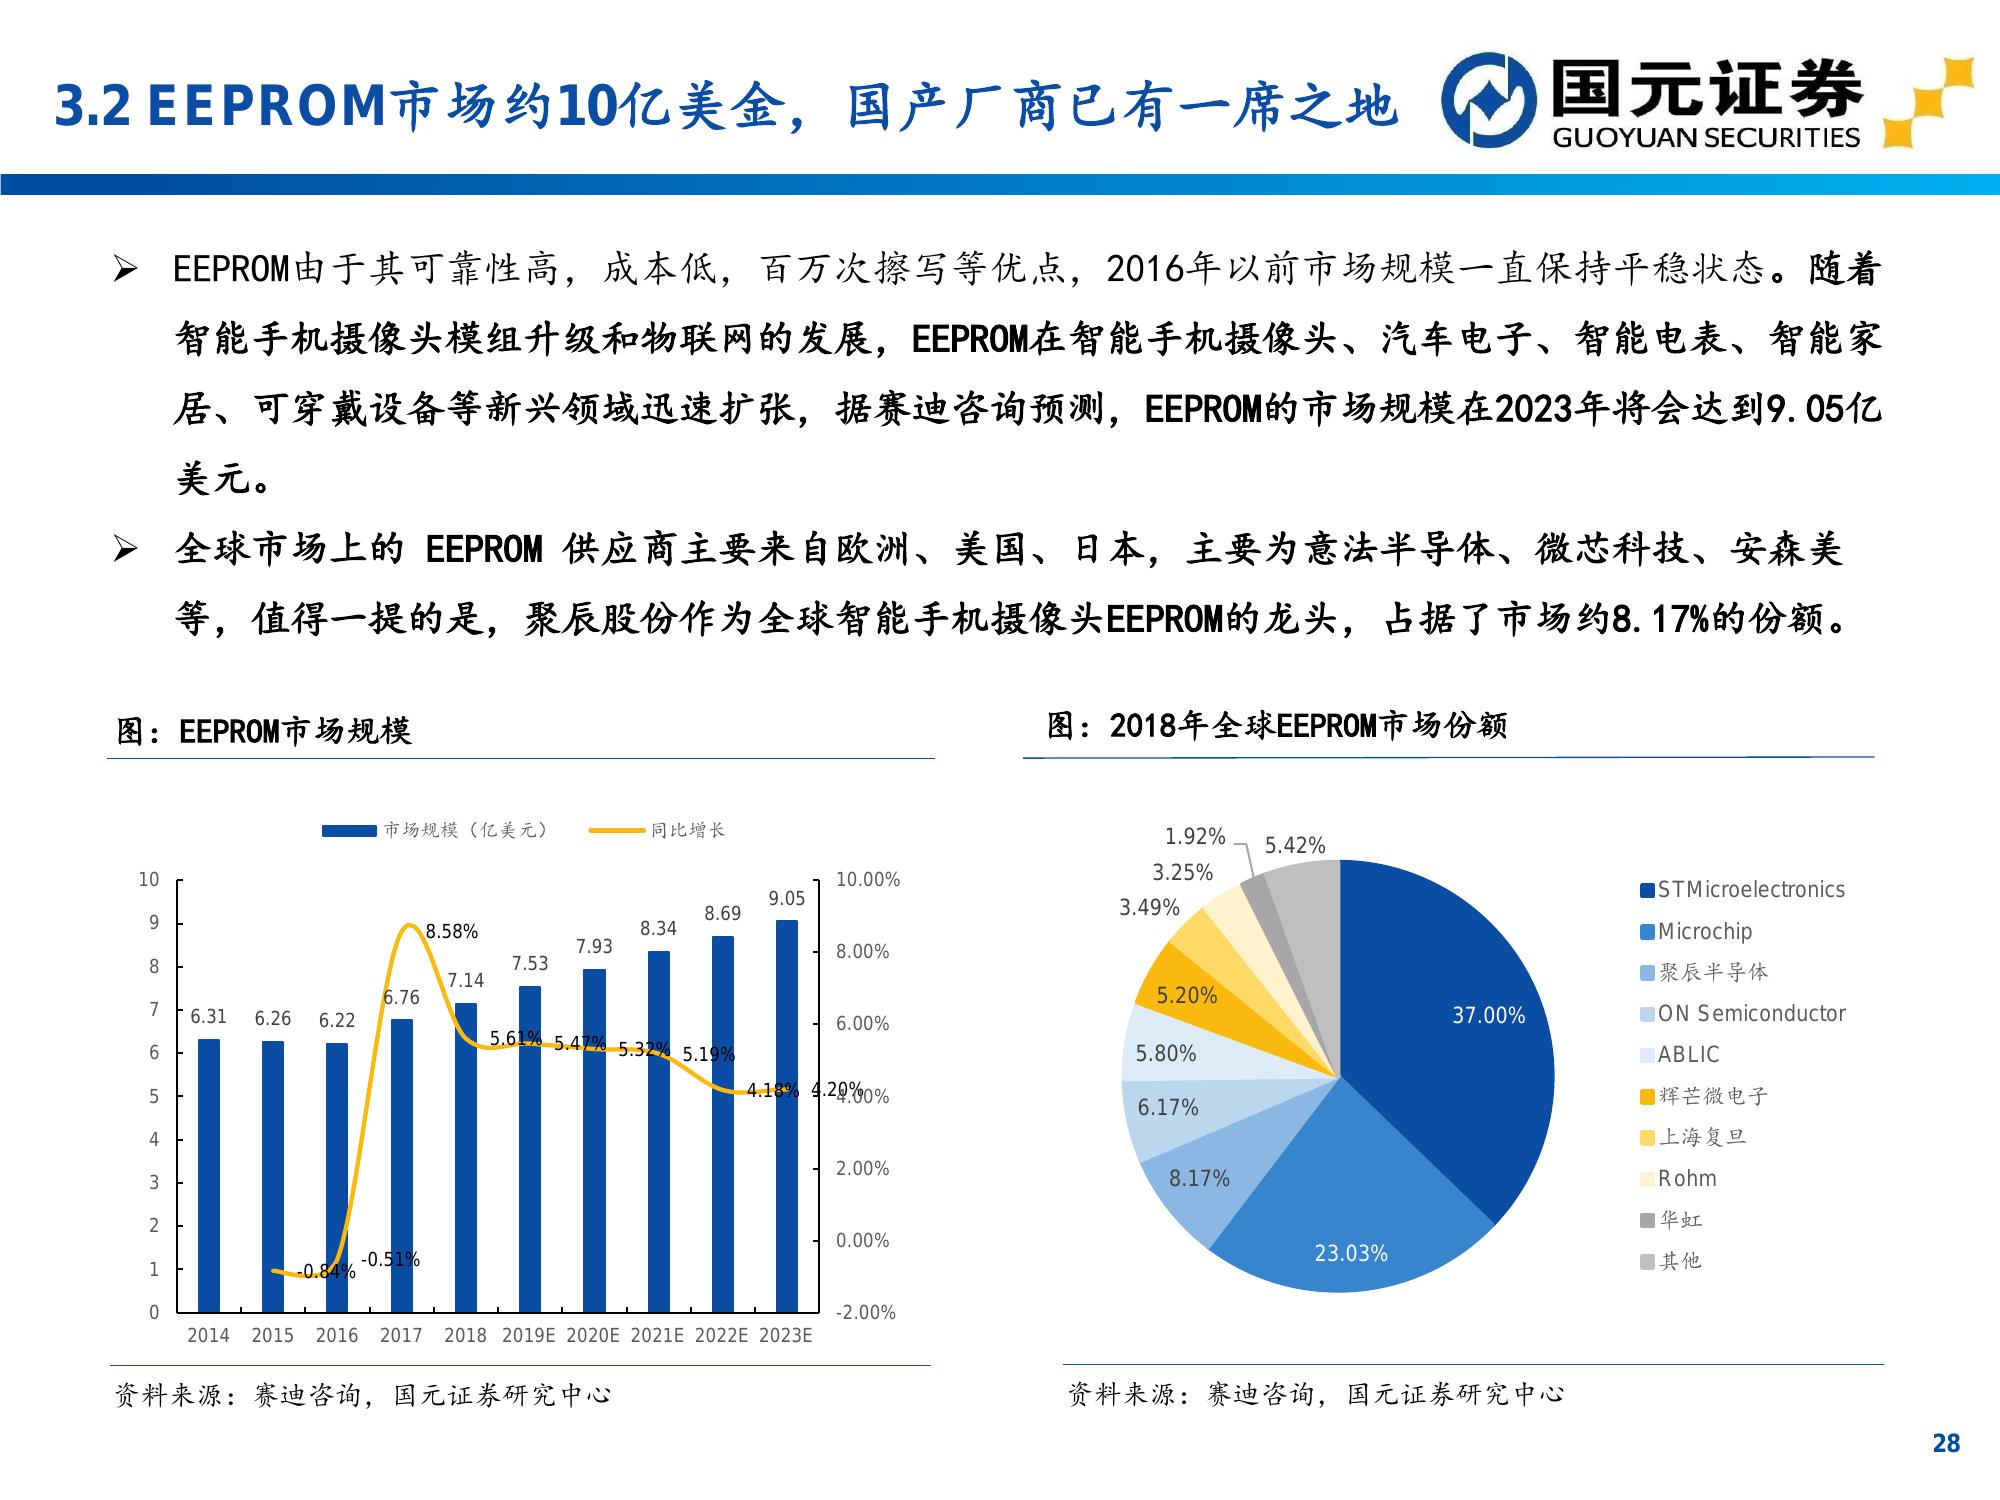 3.2 EEPROM市场约10亿美金，国产厂商已有一席之地
国元证券
GUOYUAN SECURITIES
➢ EEPROM由于其可靠性高，成本低，百万次擦写等优点，2016年以前市场规模一直保持平稳状态。随着
智能手机摄像头模组升级和物联网的发展，EEPROM在智能手机摄像头、汽车电子、智能电表、智能家
居、可穿戴设备等新兴领域迅速扩张，据赛迪咨询预测，EEPROM的市场规模在2023年将会达到9.05亿
美元。
➢ 全球市场上的 EEPROM 供应商主要来自欧洲、美国、日本，主要为意法半导体、微芯科技、安森美
等，值得一提的是，聚辰股份作为全球智能手机摄像头EEPROM的龙头，占据了市场约8.17%的份额。
图：EEPROM市场规模
市场规模（亿美元） 同比增长
10
9
8
7
6
5
4
3
2
1
0
6.31
6.26
6.22
6.76
7.14
7.53
7.93
8.34
8.69
9.05
-0.84%
-0.51%
8.58%
5.61%
5.47%
5.32%
5.19%
4.18%
4.20%
10.00%
8.00%
6.00%
4.00%
2.00%
0.00%
-2.00%
2014 2015 2016 2017 2018 2019E 2020E 2021E 2022E 2023E
资料来源：赛迪咨询，国元证券研究中心
图：2018年全球EEPROM市场份额
37.00%
23.03%
8.17%
6.17%
5.80%
5.20%
3.49%
3.25%
1.92%
5.42%
STMicroelectronics
Microchip
聚辰半导体
ON Semiconductor
ABLIC
辉芒微电子
上海复旦
Rohm
华虹
其他
资料来源：赛迪咨询，国元证券研究中心
28